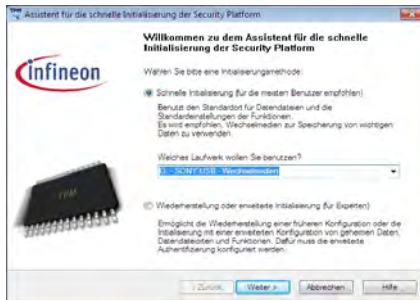 Assistent für die schnelle Initialisierung der Security Platform
Willkommen zu dem Assistent für die schnelle
Initialisierung der Security Platform
infineon
Wählen Sie bitte eine Initialisierungsmethode:
Schnelle Initialisierung (für die meisten Benutzer empfohlen)
Benutzt den Standardort für Datendateien und die
Standardeinstellungen der Funktionen.
Es wird empfohlen, Wechselmedien zur Speicherung von wichtigen
Daten zu verwenden.
Welches Laufwerk wollen Sie benutzen?
SONY USB - Wechselmedien
TPM
Wiederherstellung oder erweiterte Initialisierung (für Experten)
Ermöglicht die Wiederherstellung einer früheren Konfiguration oder die
Initialisierung mit einer erweiterten Konfiguration von geheimen Daten,
Datendateiorten und Funktionen. Dafür muss die erweiterte
Authentifizierung konfiguriert werden.
< Zurück Weiter > Abbrechen Hilfe